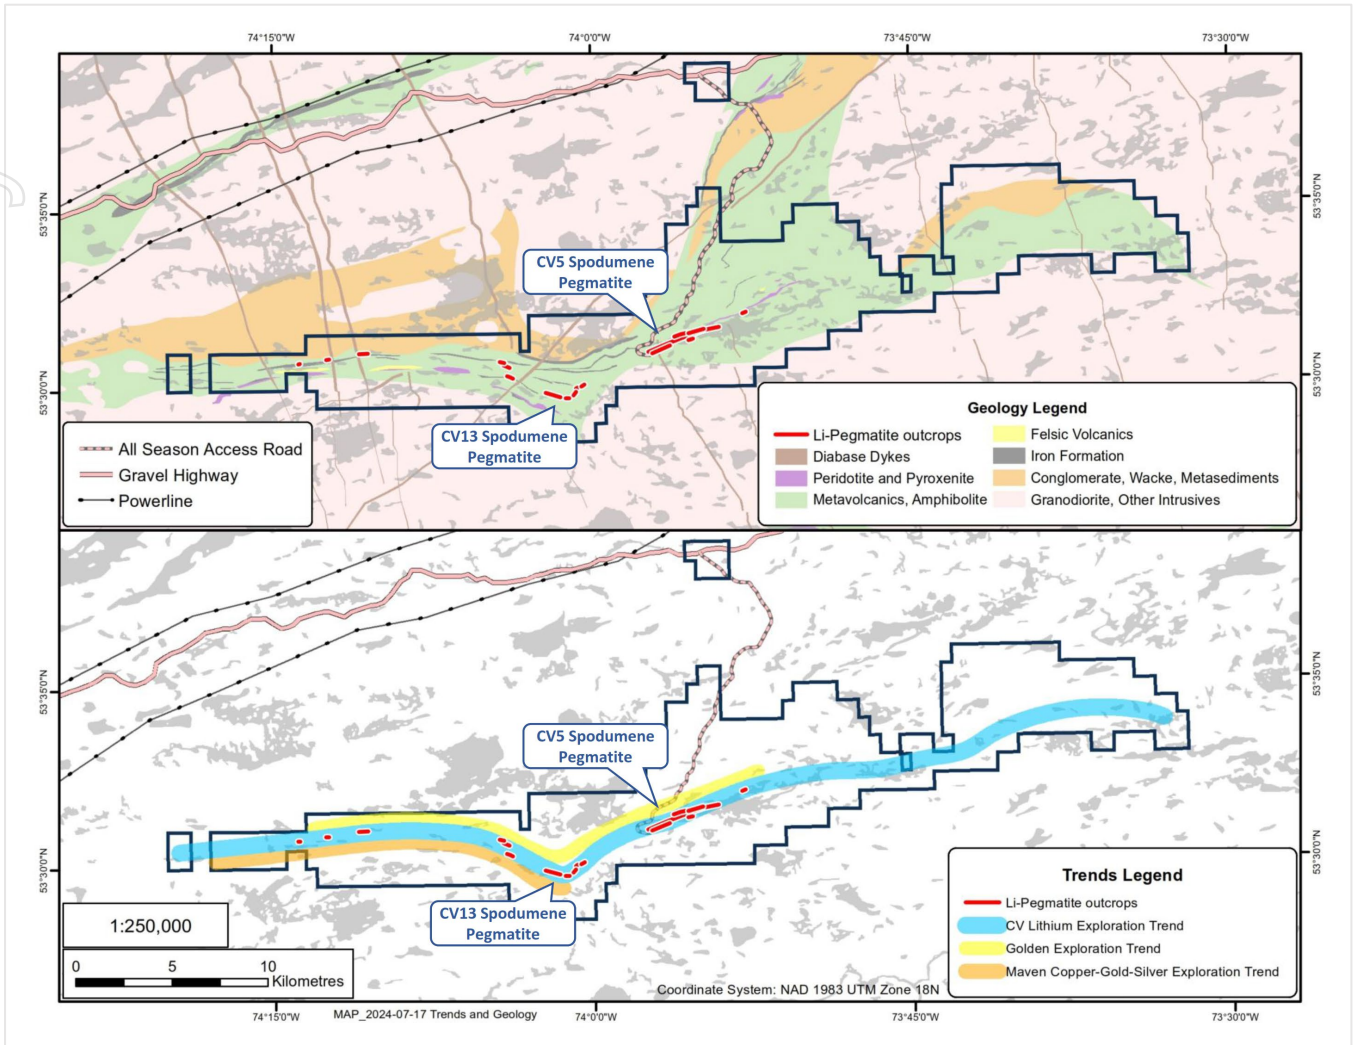 74°15'0"W 74°0'0"W 73°45'0"W 73°30'0"W
53°35'0"N
53°35'0"N
CV5 Spodumene
Pegmatite
53°30'0"N
53°30'0"N
CV13 Spodumene
Pegmatite
All Season Access Road
Gravel Highway
Powerline
Geology Legend
Li-Pegmatite outcrops
Diabase Dykes
Peridotite and Pyroxenite
Metavolcanics, Amphibolite
Felsic Volcanics
Iron Formation
Conglomerate, Wacke, Metasediments
Granodiorite, Other Intrusives
53°35'0"N
53°35'0"N
CV5 Spodumene
Pegmatite
53°30'0"N
53°30'0"N
CV13 Spodumene
Pegmatite
1:250,000
0 5 10
Kilometres
Trends Legend
Li-Pegmatite outcrops
CV Lithium Exploration Trend
Golden Exploration Trend
Maven Copper-Gold-Silver Exploration Trend
Coordinate System: NAD 1983 UTM Zone 18N
74°15'0"W MAP_2024-07-17 Trends and Geology 74°0'0"W 73°45'0"W 73°30'0"W